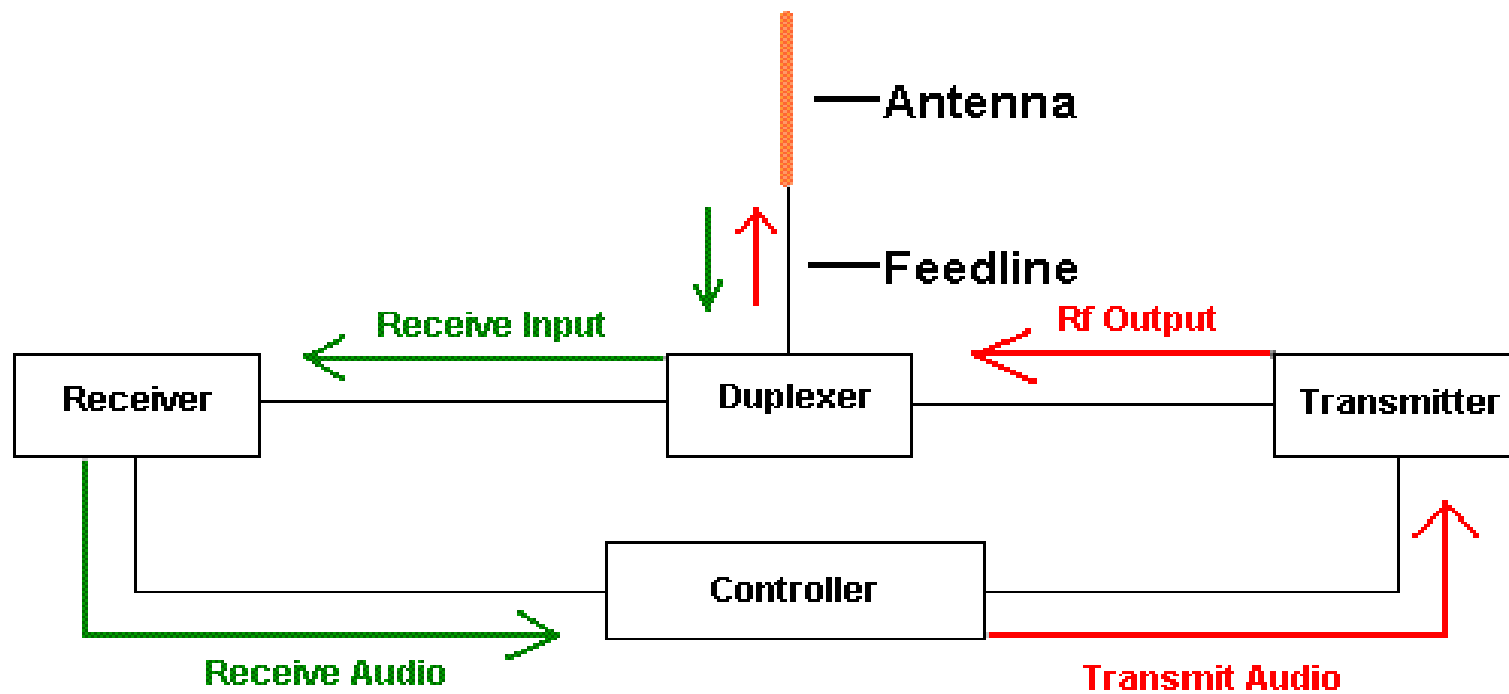 Antenna
Feedline
Receive Input
Rf Output
Receiver
Duplexer
Transmitter
Controller
Receive Audio
Transmit Audio